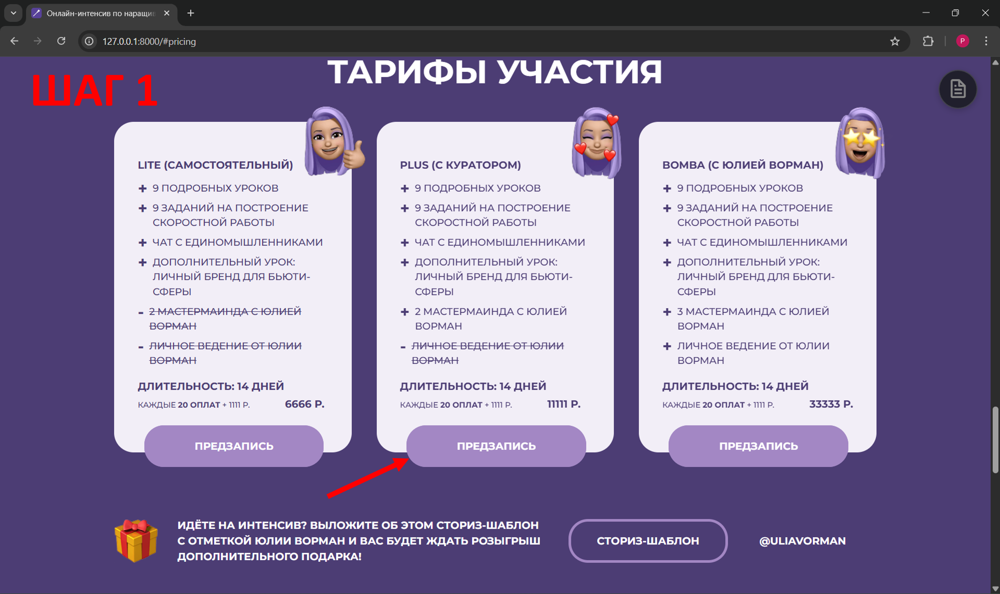 Онлайн-интенсив по наращив
127.0.0.1:8000/#pricing
P
ТАРИФЫ УЧАСТИЯ
ШАГ 1
LITE (САМОСТОЯТЕЛЬНЫЙ)
+ 9 ПОДРОБНЫХ УРОКОВ
+ 9 ЗАДАНИЙ НА ПОСТРОЕНИЕ
СКОРОСТНОЙ РАБОТЫ
+ ЧАТ С ЕДИНОМЫШЛЕННИКАМИ
+ ДОПОЛНИТЕЛЬНЫЙ УРОК:
ЛИЧНЫЙ БРЕНД ДЛЯ БЬЮТИ-
СФЕРЫ
- 2 МАСТЕРМАИНДА С ЮЛИЕЙ
ВОРМАН
- ЛИЧНОЕ ВЕДЕНИЕ ОТ ЮЛИИ
ВОРМАН
ДЛИТЕЛЬНОСТЬ: 14 ДНЕЙ
КАЖДЫЕ 20 ОПЛАТ + 1111 Р. 6666 Р.
ПРЕДЗАПИСЬ
PLUS (С КУРАТОРОМ)
+ 9 ПОДРОБНЫХ УРОКОВ
+ 9 ЗАДАНИЙ НА ПОСТРОЕНИЕ
СКОРОСТНОЙ РАБОТЫ
+ ЧАТ С ЕДИНОМЫШЛЕННИКАМИ
+ ДОПОЛНИТЕЛЬНЫЙ УРОК:
ЛИЧНЫЙ БРЕНД ДЛЯ БЬЮТИ-
СФЕРЫ
+ 2 МАСТЕРМАИНДА С ЮЛИЕЙ
ВОРМАН
- ЛИЧНОЕ ВЕДЕНИЕ ОТ ЮЛИИ
ВОРМАН
ДЛИТЕЛЬНОСТЬ: 14 ДНЕЙ
КАЖДЫЕ 20 ОПЛАТ + 1111 Р. 11111 Р.
ПРЕДЗАПИСЬ
BOMBA (С ЮЛИЕЙ ВОРМАН)
+ 9 ПОДРОБНЫХ УРОКОВ
+ 9 ЗАДАНИЙ НА ПОСТРОЕНИЕ
СКОРОСТНОЙ РАБОТЫ
+ ЧАТ С ЕДИНОМЫШЛЕННИКАМИ
+ ДОПОЛНИТЕЛЬНЫЙ УРОК:
ЛИЧНЫЙ БРЕНД ДЛЯ БЬЮТИ-
СФЕРЫ
+ 3 МАСТЕРМАИНДА С ЮЛИЕЙ
ВОРМАН
+ ЛИЧНОЕ ВЕДЕНИЕ ОТ ЮЛИИ
ВОРМАН
ДЛИТЕЛЬНОСТЬ: 14 ДНЕЙ
КАЖДЫЕ 20 ОПЛАТ + 1111 Р. 33333 Р.
ПРЕДЗАПИСЬ
ИДЁТЕ НА ИНТЕНСИВ? ВЫЛОЖИТЕ ОБ ЭТОМ СТОРИЗ-ШАБЛОН
С ОТМЕТКОЙ ЮЛИИ ВОРМАН И ВАС БУДЕТ ЖДАТЬ РОЗЫГРЫШ
ДОПОЛНИТЕЛЬНОГО ПОДАРКА!
СТОРИЗ-ШАБЛОН
@ULIAVORMAN